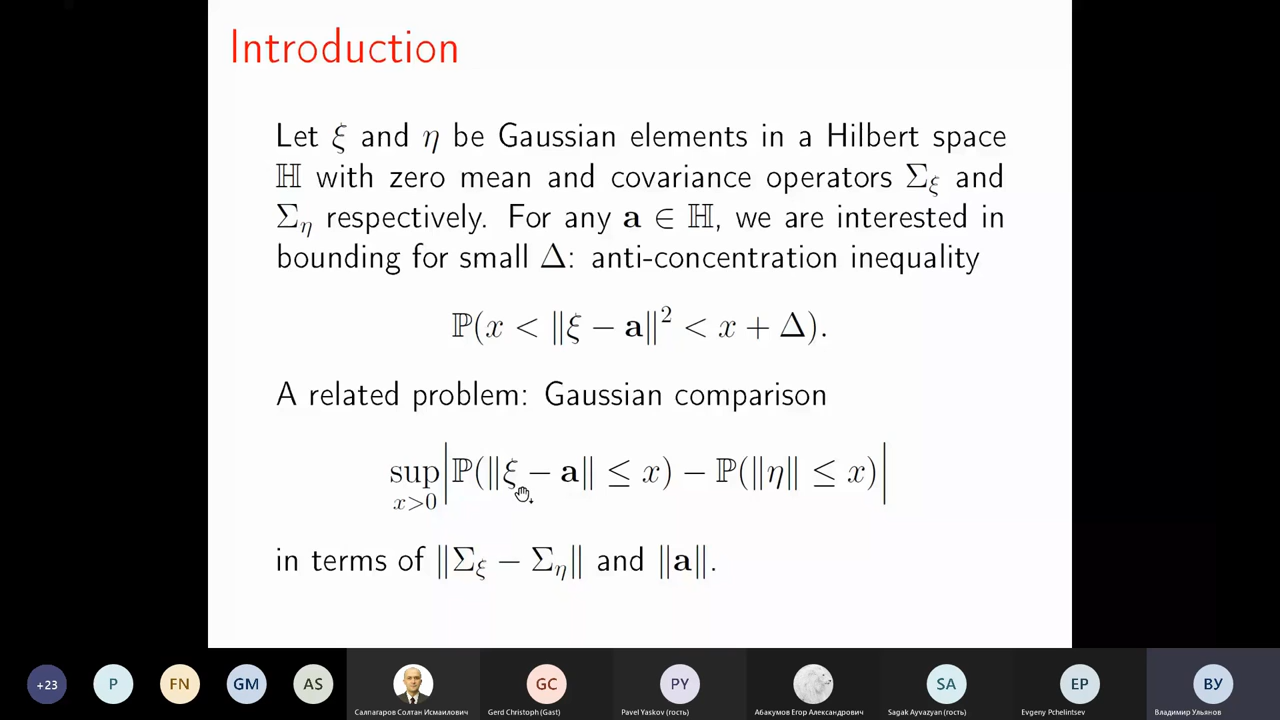 Introduction
Let ξ and η be Gaussian elements in a Hilbert space
ℍ with zero mean and covariance operators Σ_ξ and
Σ_η respectively. For any a ∈ ℍ, we are interested in
bounding for small Δ: anti-concentration inequality
ℙ(x < ‖ξ − a‖² < x + Δ).
A related problem: Gaussian comparison
sup_{x>0} |ℙ(‖ξ − a‖ ≤ x) − ℙ(‖η‖ ≤ x)|
in terms of ‖Σ_ξ − Σ_η‖ and ‖a‖.
+23 P FN GM AS GC PY SA EP ВУ
Салпагаров Солтан Исмаилович Gerd Christoph (Gast) Pavel Yaskov (гость) Абакумов Егор Александрович Sagak Ayvazyan (гость) Evgeny Pchelintsev Владимир Ульянов